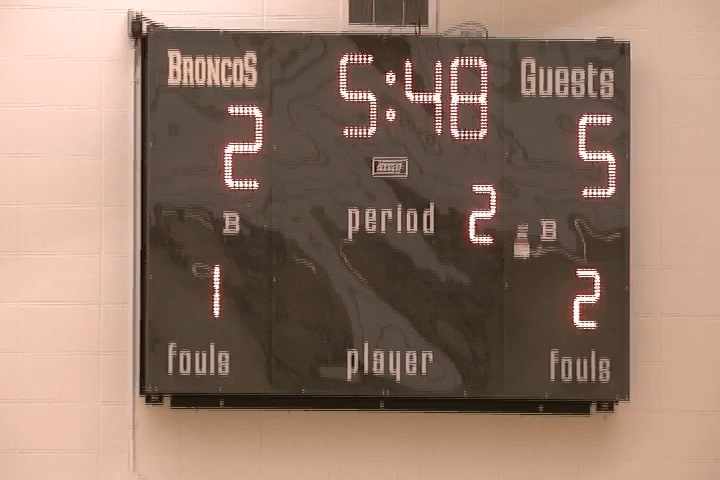 BRONCOS 5:48 Guests
2 5
B period 2 B
1 2
fouls player fouls